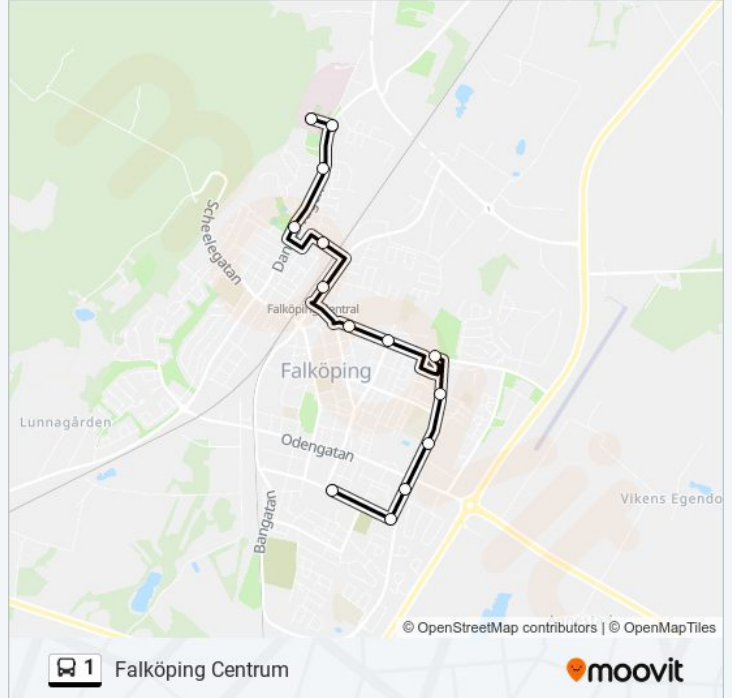 Scheelegatan
Falköping Central
Falköping
Lunnagården
Odengatan
Vikens Egendo
Bangatan
© OpenStreetMap contributors | © OpenMapTiles
1 Falköping Centrum
moovit